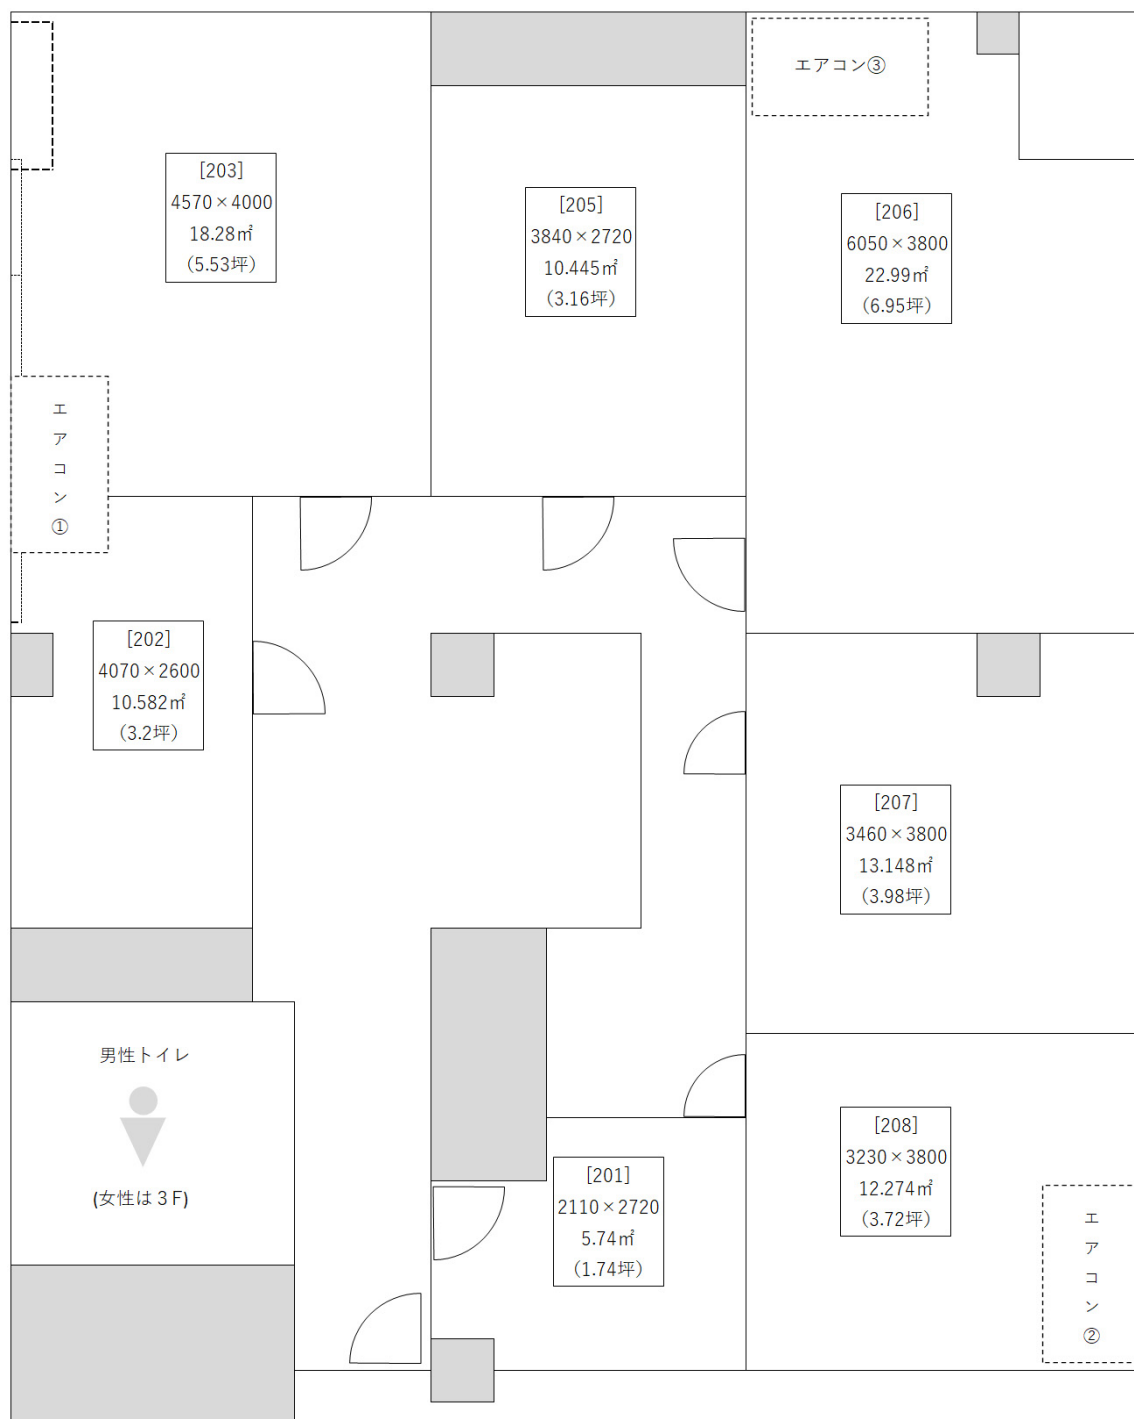 エアコン③
[203]
4570×4000
18.28㎡
（5.53坪）
[205]
3840×2720
10.445㎡
（3.16坪）
[206]
6050×3800
22.99㎡
（6.95坪）
エアコン①
[202]
4070×2600
10.582㎡
（3.2坪）
[207]
3460×3800
13.148㎡
（3.98坪）
男性トイレ
(女性は３F)
[201]
2110×2720
5.74㎡
（1.74坪）
[208]
3230×3800
12.274㎡
（3.72坪）
エアコン②